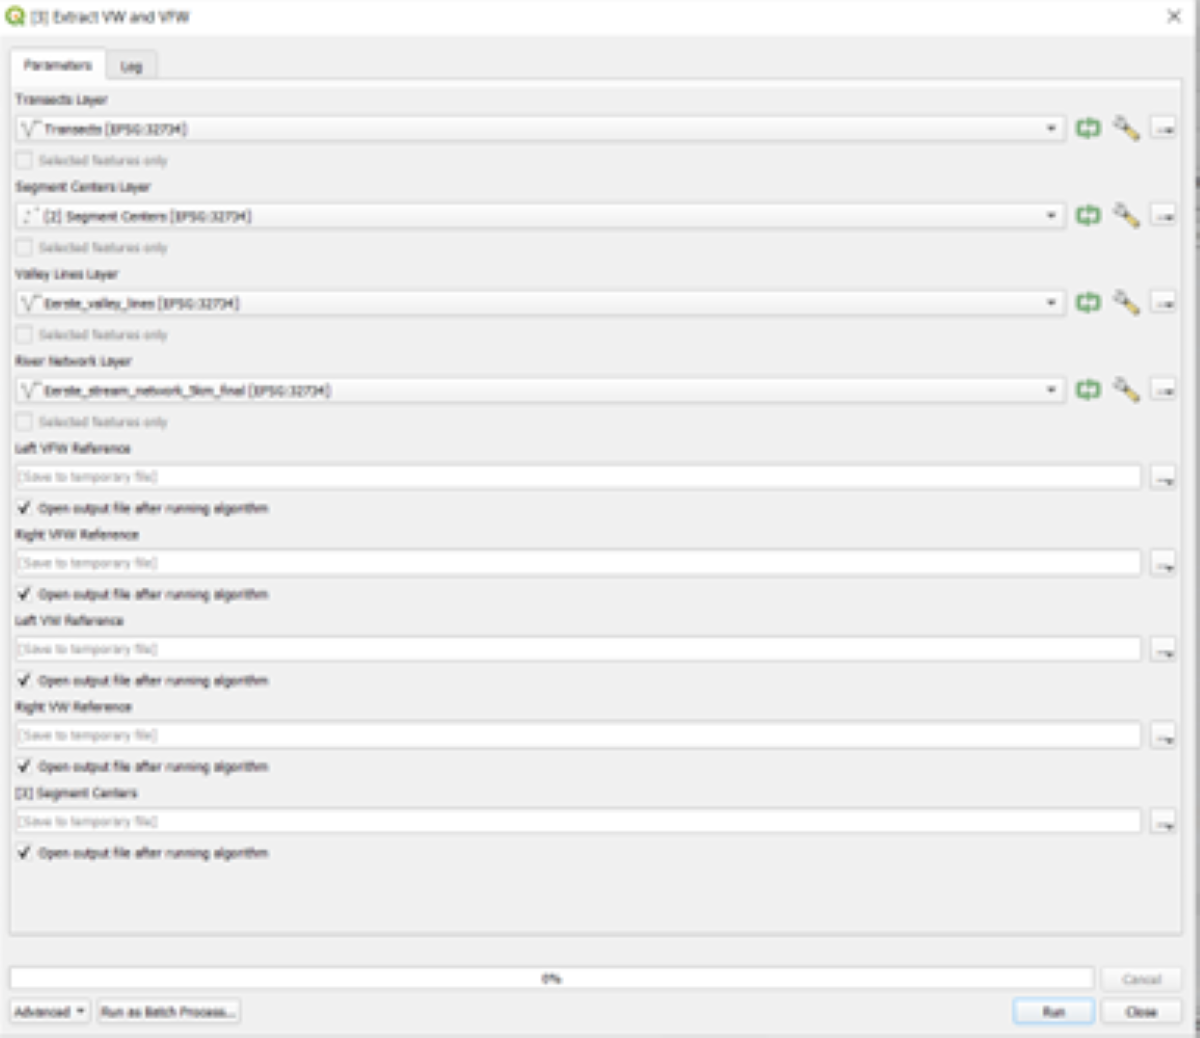 [3] Extract VW and VFW
Parameters
Log
Transects Layer
Transects [EPSG:32734]
Selected features only
Segment Centers Layer
[2] Segment Centers [EPSG:32734]
Selected features only
Valley Lines Layer
Eerste_valley_lines [EPSG:32734]
Selected features only
River Network Layer
Eerste_stream_network_5km_final [EPSG:32734]
Selected features only
Left VFW Reference
[Save to temporary file]
Open output file after running algorithm
Right VFW Reference
[Save to temporary file]
Open output file after running algorithm
Left VW Reference
[Save to temporary file]
Open output file after running algorithm
Right VW Reference
[Save to temporary file]
Open output file after running algorithm
[3] Segment Centers
[Save to temporary file]
Open output file after running algorithm
0%
Cancel
Advanced
Run as Batch Process...
Run
Close